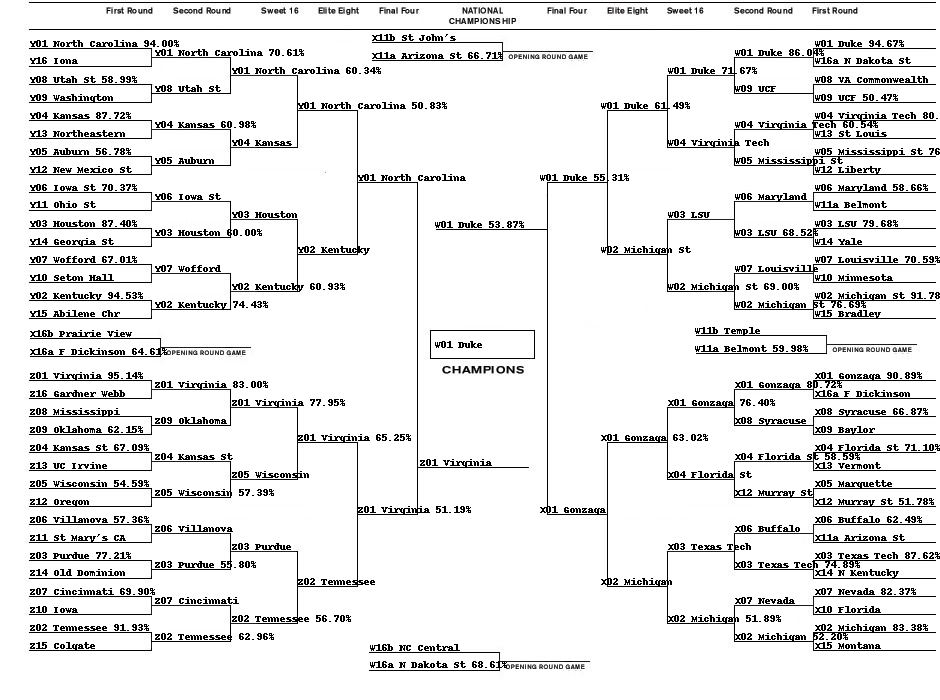 First Round Second Round Sweet 16 Elite Eight Final Four NATIONAL CHAMPIONSHIP Final Four Elite Eight Sweet 16 Second Round First Round
X11b St John's
X11a Arizona St 66.71%
OPENING ROUND GAME
Y01 North Carolina 94.00%
Y16 Iowa
Y08 Utah St 58.99%
Y09 Washington
Y04 Kansas 87.72%
Y13 Northeastern
Y05 Auburn 56.78%
Y12 New Mexico St
Y06 Iowa St 70.37%
Y11 Ohio St
Y03 Houston 87.40%
Y14 Georgia St
Y07 Wofford 67.01%
Y10 Seton Hall
Y02 Kentucky 94.53%
Y15 Abilene Chr
Y01 North Carolina 70.61%
Y08 Utah St
Y04 Kansas 60.98%
Y05 Auburn
Y06 Iowa St
Y03 Houston 60.00%
Y07 Wofford
Y02 Kentucky 74.43%
Y01 North Carolina 60.34%
Y04 Kansas
Y03 Houston
Y02 Kentucky 60.93%
Y01 North Carolina 50.83%
Y02 Kentucky
Y01 North Carolina
X16b Prairie View
X16a F Dickinson 64.61%
OPENING ROUND GAME
Z01 Virginia 95.14%
Z16 Gardner Webb
Z08 Mississippi
Z09 Oklahoma 62.15%
Z04 Kansas St 67.09%
Z13 UC Irvine
Z05 Wisconsin 54.59%
Z12 Oregon
Z06 Villanova 57.36%
Z11 St Mary's CA
Z03 Purdue 77.21%
Z14 Old Dominion
Z07 Cincinnati 69.90%
Z10 Iowa
Z02 Tennessee 91.93%
Z15 Colgate
Z01 Virginia 83.00%
Z09 Oklahoma
Z04 Kansas St
Z05 Wisconsin 57.39%
Z06 Villanova
Z03 Purdue 55.80%
Z07 Cincinnati
Z02 Tennessee 62.96%
Z01 Virginia 77.95%
Z05 Wisconsin
Z03 Purdue
Z02 Tennessee 56.70%
Z01 Virginia 65.25%
Z02 Tennessee
Z01 Virginia 51.19%
W01 Duke 53.87%
W01 Duke
CHAMPIONS
Z01 Virginia
W01 Duke 55.31%
W01 Duke 61.49%
W02 Michigan St
W01 Duke 71.67%
W04 Virginia Tech
W03 LSU
W02 Michigan St 69.00%
W01 Duke 86.04%
W09 UCF
W04 Virginia Tech 60.54%
W05 Mississippi St
W06 Maryland
W03 LSU 68.52%
W07 Louisville
W02 Michigan St 76.69%
W01 Duke 94.67%
W16a N Dakota St
W08 VA Commonwealth
W09 UCF 50.47%
W04 Virginia Tech 80.
W13 St Louis
W05 Mississippi St 76
W12 Liberty
W06 Maryland 58.66%
W11a Belmont
W03 LSU 79.68%
W14 Yale
W07 Louisville 70.59%
W10 Minnesota
W02 Michigan St 91.78
W15 Bradley
W11b Temple
W11a Belmont 59.98%
OPENING ROUND GAME
X01 Gonzaga
X01 Gonzaga 63.02%
X02 Michigan
X01 Gonzaga 76.40%
X04 Florida St
X03 Texas Tech
X02 Michigan 51.89%
X01 Gonzaga 80.72%
X08 Syracuse
X04 Florida St 58.59%
X12 Murray St
X06 Buffalo
X03 Texas Tech 74.89%
X07 Nevada
X02 Michigan 52.20%
X01 Gonzaga 90.89%
X16a F Dickinson
X08 Syracuse 66.87%
X09 Baylor
X04 Florida St 71.10%
X13 Vermont
X05 Marquette
X12 Murray St 51.78%
X06 Buffalo 62.49%
X11a Arizona St
X03 Texas Tech 87.62%
X14 N Kentucky
X07 Nevada 82.37%
X10 Florida
X02 Michigan 83.38%
X15 Montana
W16b NC Central
W16a N Dakota St 68.61%
OPENING ROUND GAME